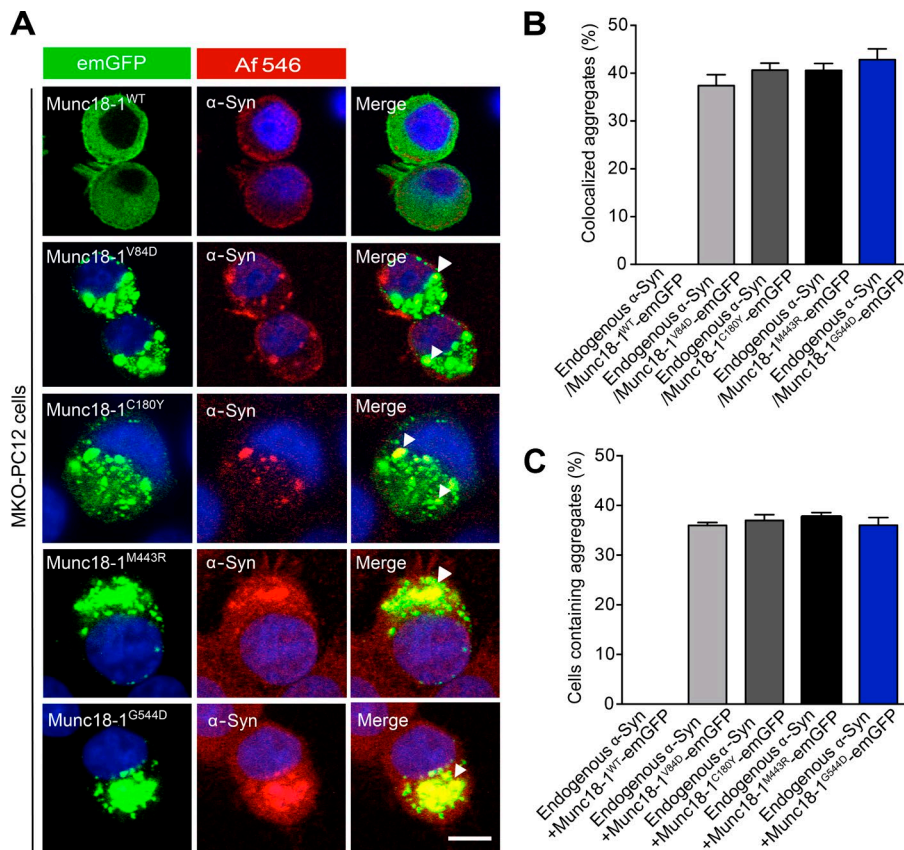 A
emGFP
Af 546
MKO-PC12 cells
Munc18-1WT
α-Syn
Merge
Munc18-1V84D
α-Syn
Merge
Munc18-1C180Y
α-Syn
Merge
Munc18-1M443R
α-Syn
Merge
Munc18-1G544D
α-Syn
Merge
B
Colocalized aggregates (%)
50
40
30
20
10
0
Endogenous α-Syn
/Munc18-1WT-emGFP
Endogenous α-Syn
/Munc18-1V84D-emGFP
Endogenous α-Syn
/Munc18-1C180Y-emGFP
Endogenous α-Syn
/Munc18-1M443R-emGFP
Endogenous α-Syn
/Munc18-1G544D-emGFP
C
Cells containing aggregates (%)
50
40
30
20
10
0
Endogenous α-Syn
+Munc18-1WT-emGFP
Endogenous α-Syn
+Munc18-1V84D-emGFP
Endogenous α-Syn
+Munc18-1C180Y-emGFP
Endogenous α-Syn
+Munc18-1M443R-emGFP
Endogenous α-Syn
+Munc18-1G544D-emGFP